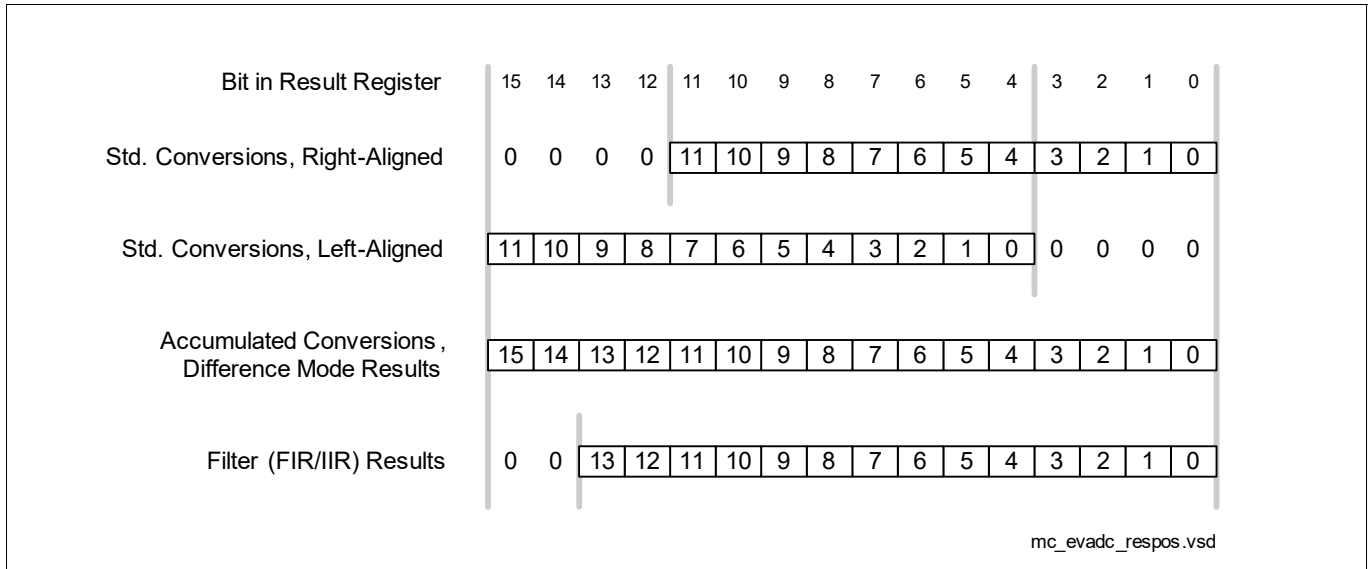 Bit in Result Register 15 14 13 12 11 10 9 8 7 6 5 4 3 2 1 0
Std. Conversions, Right-Aligned 0 0 0 0 11 10 9 8 7 6 5 4 3 2 1 0
Std. Conversions, Left-Aligned 11 10 9 8 7 6 5 4 3 2 1 0 0 0 0 0
Accumulated Conversions,
Difference Mode Results 15 14 13 12 11 10 9 8 7 6 5 4 3 2 1 0
Filter (FIR/IIR) Results 0 0 13 12 11 10 9 8 7 6 5 4 3 2 1 0
mc_evadc_respos.vsd